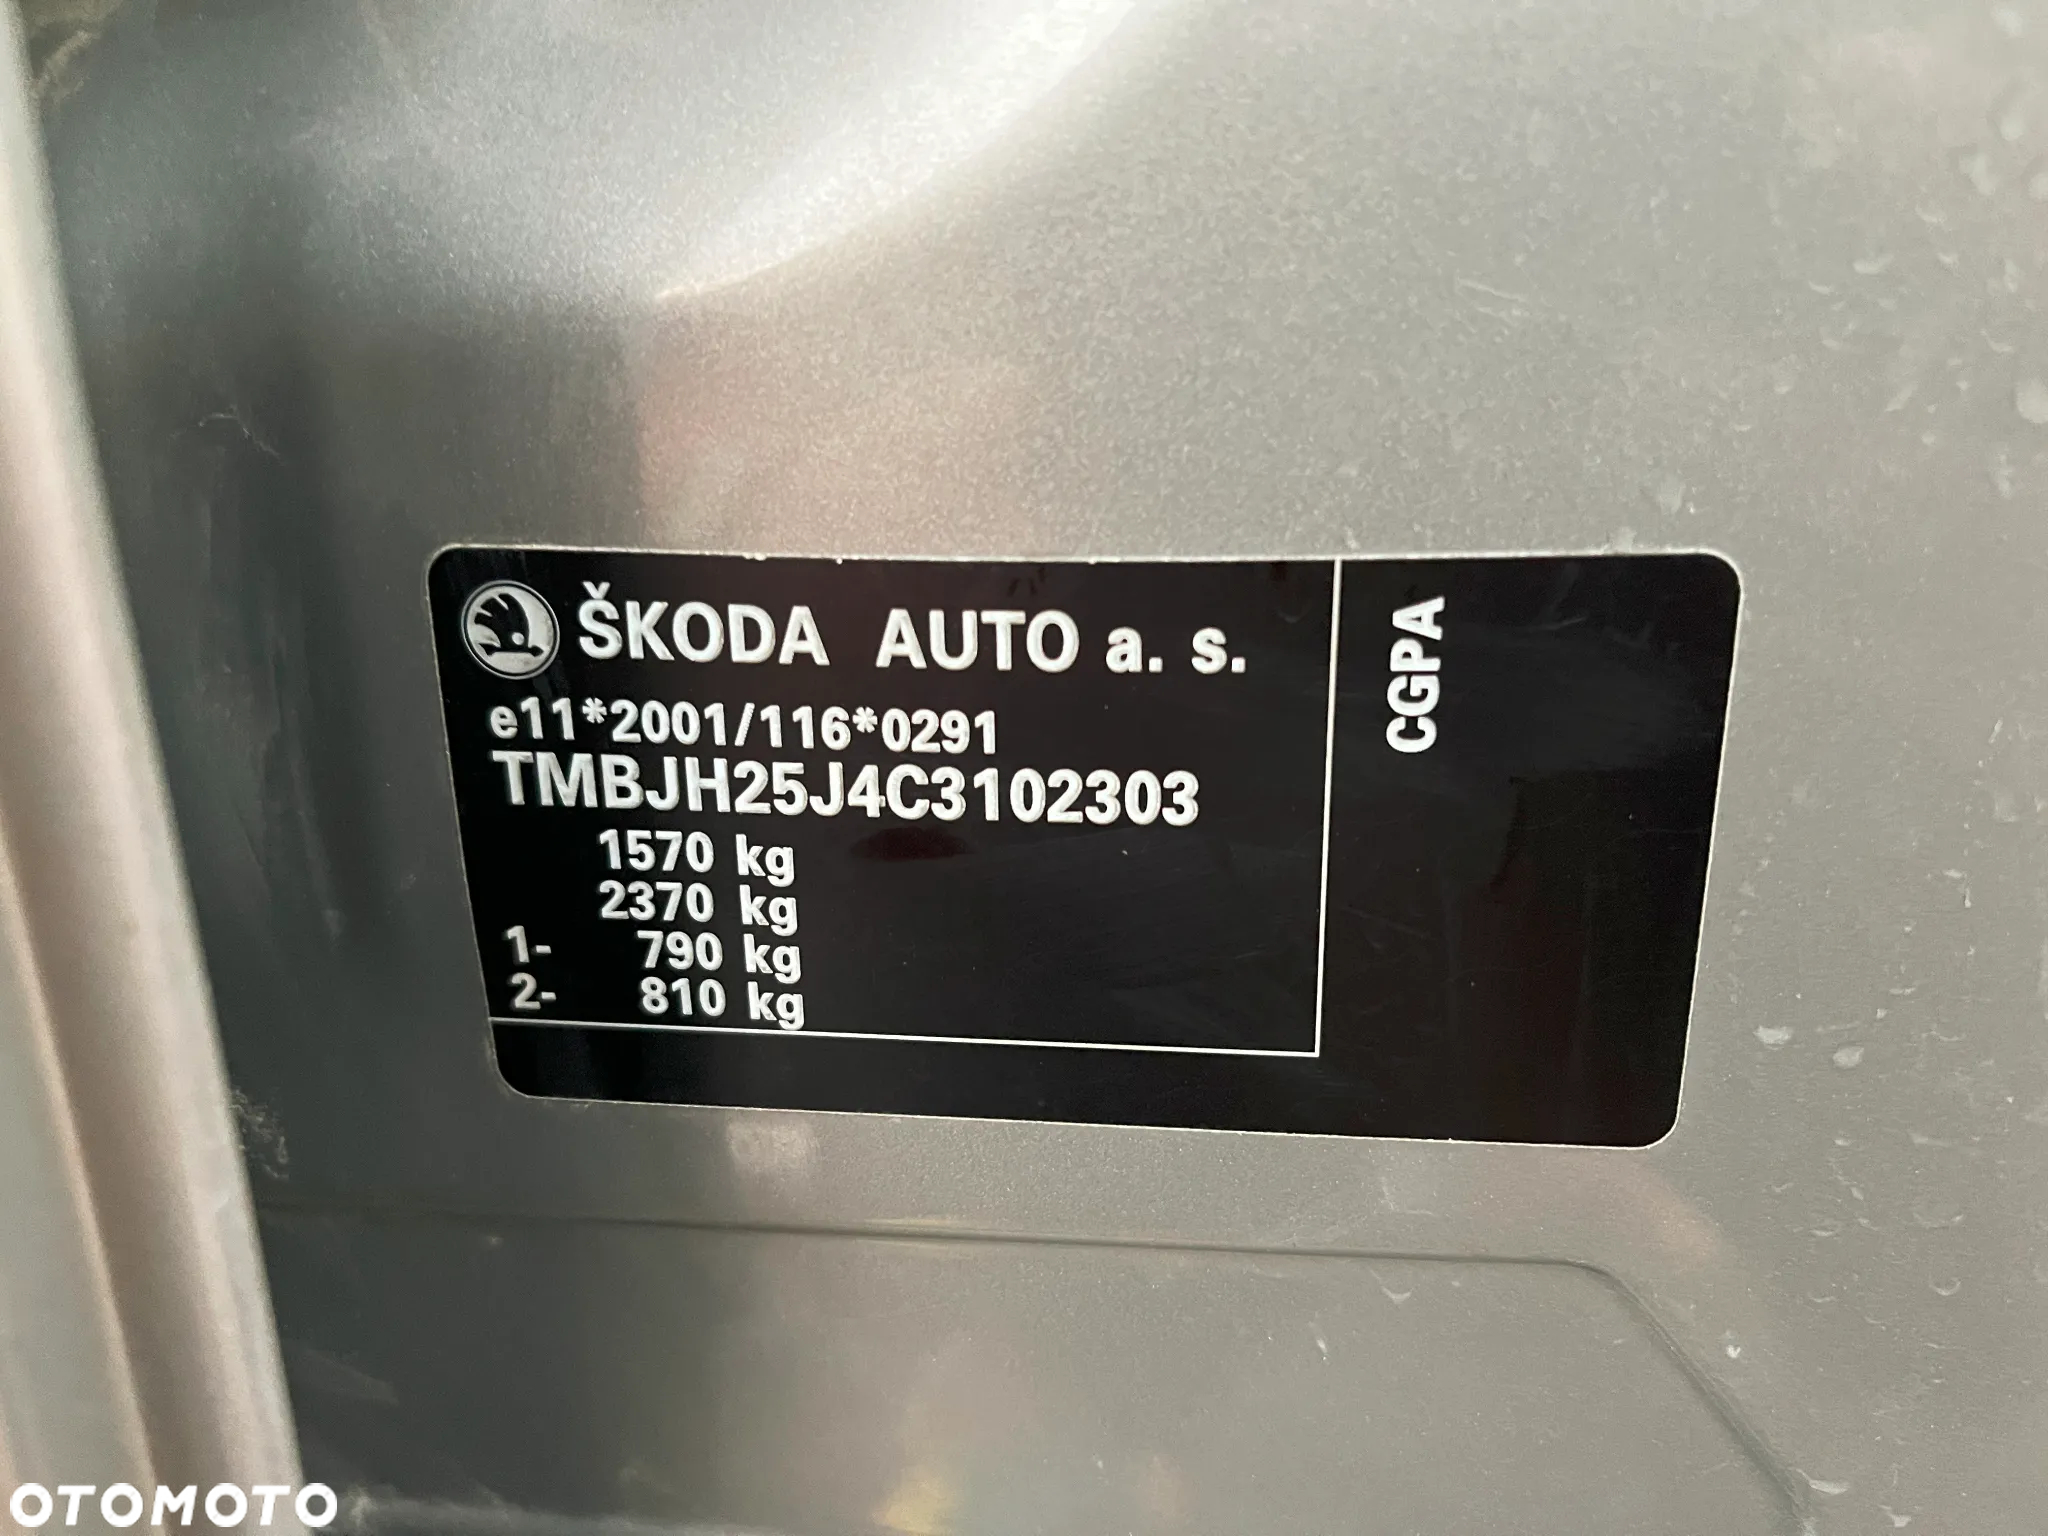 ŠKODA AUTO a. s.
e11*2001/116*0291
TMBJH25J4C3102303
1570 kg
2370 kg
1- 790 kg
2- 810 kg
CGPA
OTOMOTO